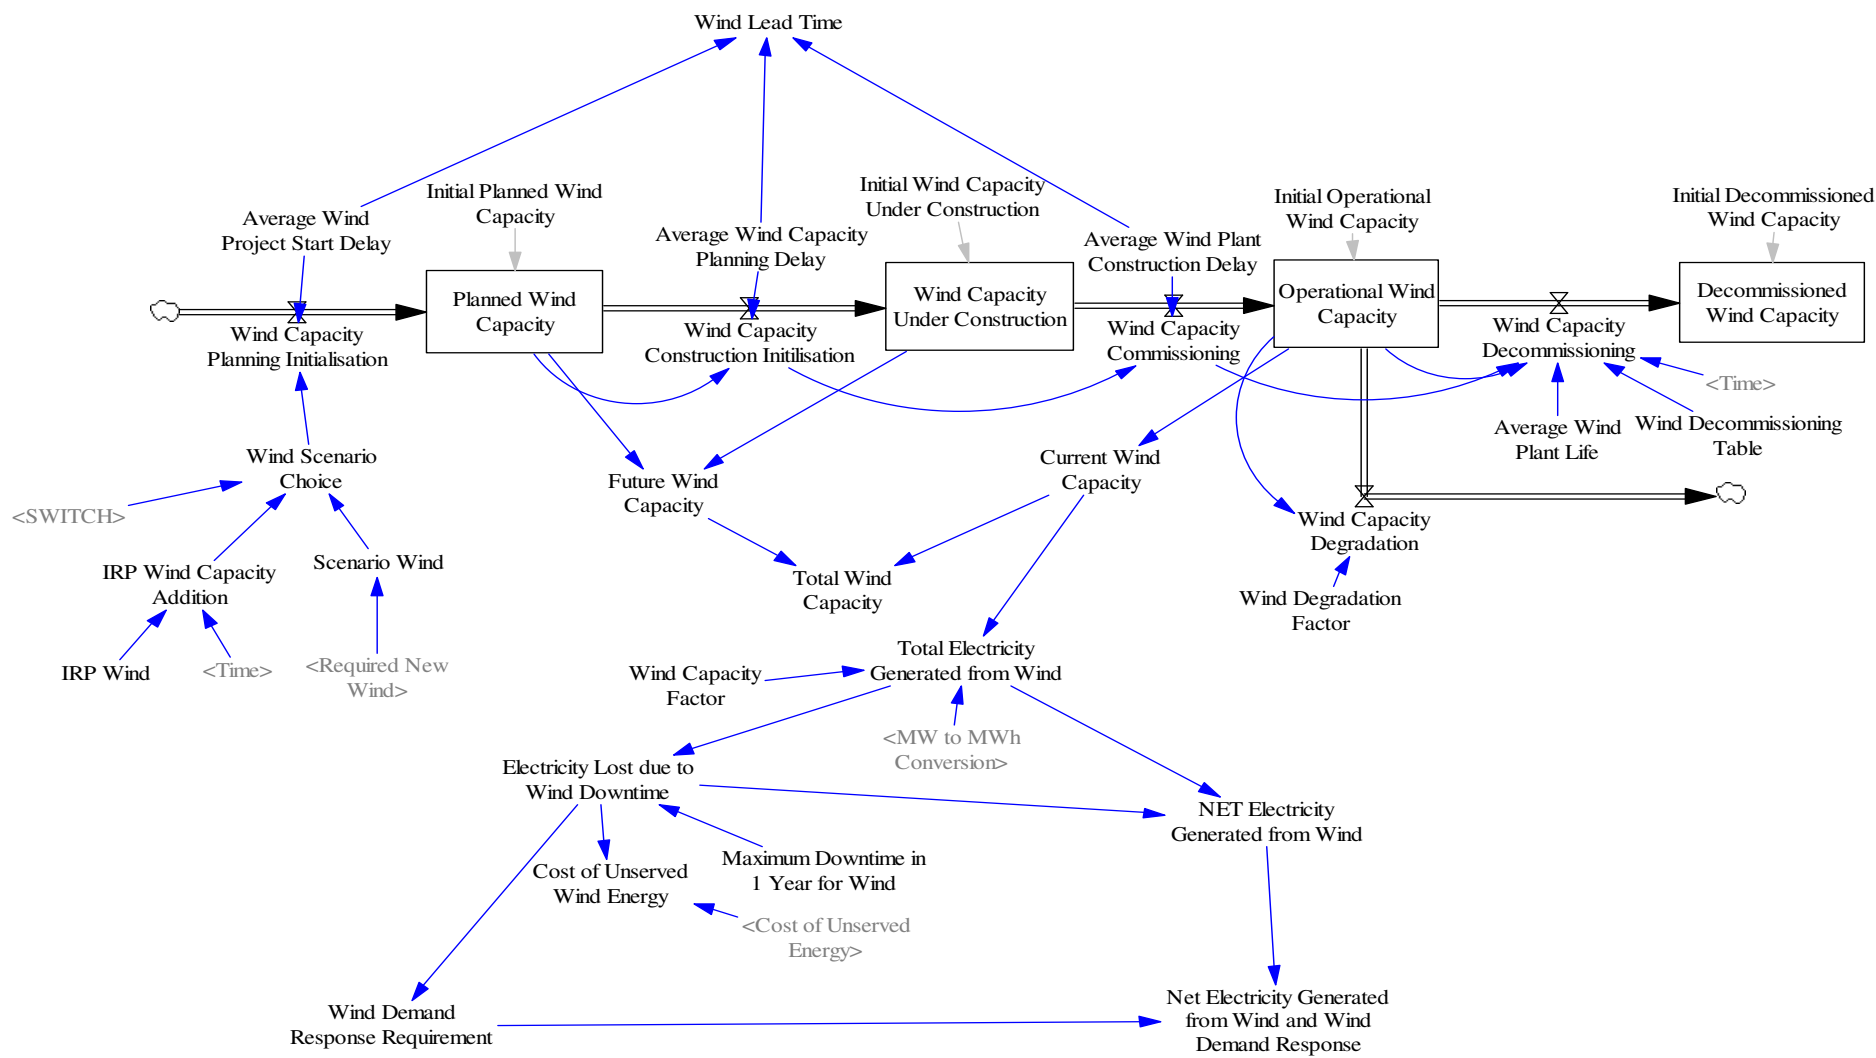 Wind Lead Time
Average Wind
Project Start Delay
Initial Planned Wind
Capacity
Average Wind Capacity
Planning Delay
Initial Wind Capacity
Under Construction
Average Wind Plant
Construction Delay
Initial Operational
Wind Capacity
Initial Decommissioned
Wind Capacity
Planned Wind
Capacity
Wind Capacity
Under Construction
Operational Wind
Capacity
Decommissioned
Wind Capacity
Wind Capacity
Planning Initialisation
Wind Capacity
Construction Initilisation
Wind Capacity
Commissioning
Wind Capacity
Decommissioning
<Time>
Average Wind
Plant Life
Wind Decommissioning
Table
Wind Scenario
Choice
<SWITCH>
Future Wind
Capacity
Current Wind
Capacity
Wind Capacity
Degradation
IRP Wind Capacity
Addition
Scenario Wind
Total Wind
Capacity
Wind Degradation
Factor
IRP Wind
<Time>
<Required New
Wind>
Wind Capacity
Factor
Total Electricity
Generated from Wind
<MW to MWh
Conversion>
Electricity Lost due to
Wind Downtime
NET Electricity
Generated from Wind
Cost of Unserved
Wind Energy
Maximum Downtime in
1 Year for Wind
<Cost of Unserved
Energy>
Wind Demand
Response Requirement
Net Electricity Generated
from Wind and Wind
Demand Response